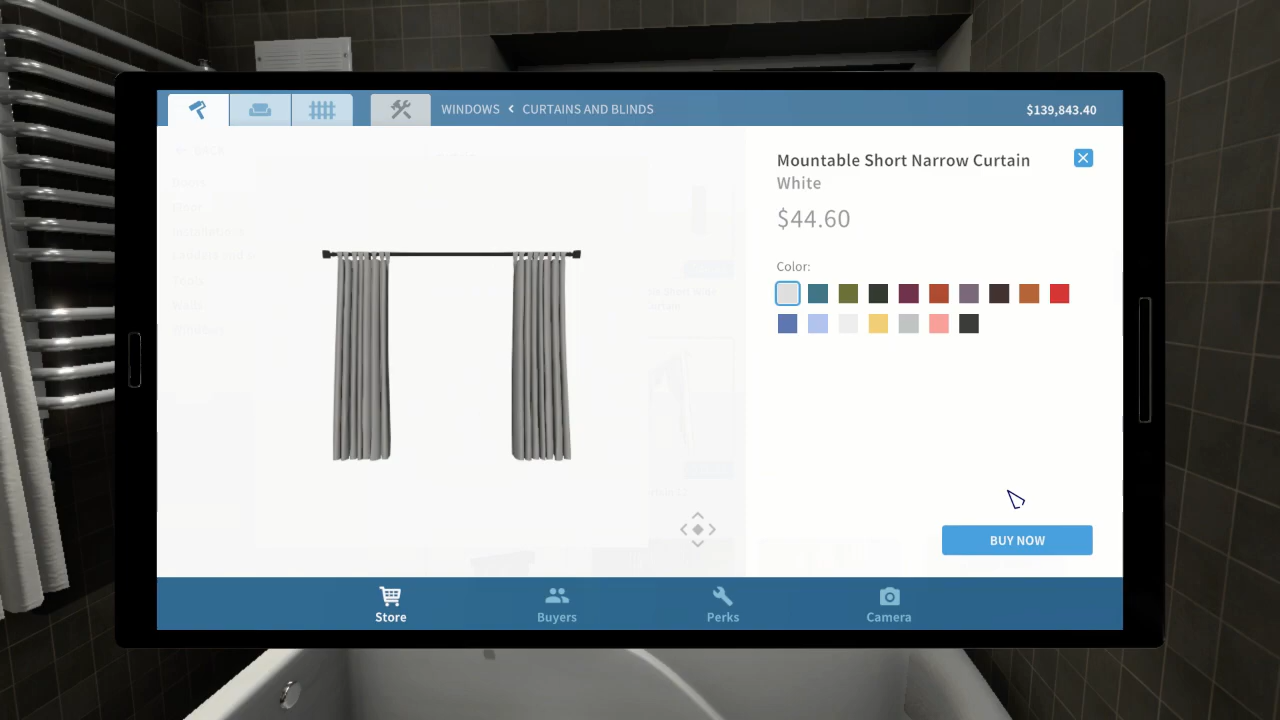 WINDOWS < CURTAINS AND BLINDS
$139,843.40
BACK
Mountable Short Narrow Curtain
White
$44.60
Color:
BUY NOW
Store
Buyers
Perks
Camera